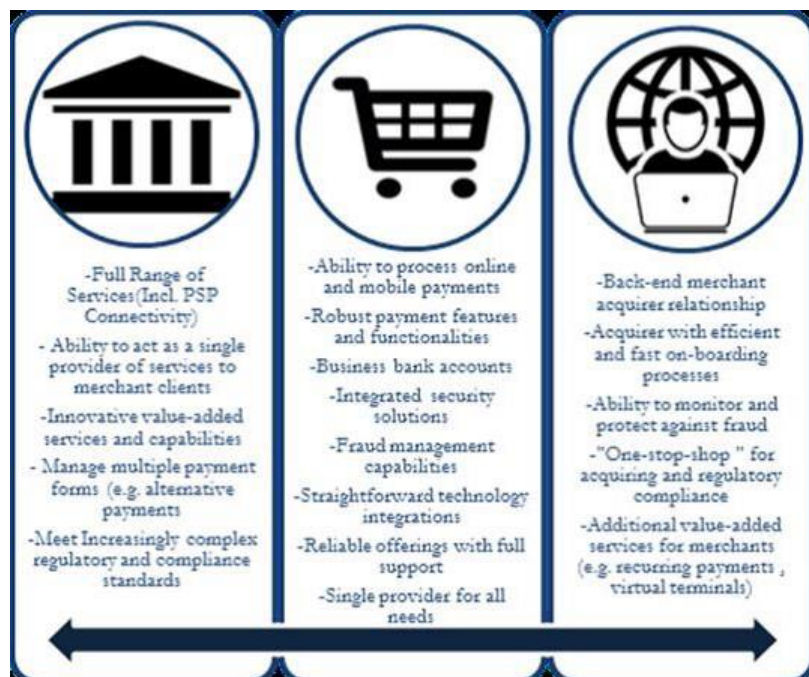 -Full Range of
Services(Incl. PSP
Connectivity)
- Ability to act as a single
provider of services to
merchant clients
-Innovative value-added
services and capabilities
- Manage multiple payment
forms (e.g. alternative
payments
-Meet Increasingly complex
regulatory and compliance
standards
-Ability to process online
and mobile payments
-Robust payment features
and functionalities
-Business bank accounts
-Integrated security
solutions
-Fraud management
capabilities
-Straightforward technology
integrations
-Reliable offerings with full
support
-Single provider for all
needs
-Back-end merchant
acquirer relationship
-Acquirer with efficient
and fast on-boarding
processes
-Ability to monitor and
protect against fraud
-"One-stop-shop " for
acquiring and regulatory
compliance
-Additional value-added
services for merchants
(e.g. recurring payments ,
virtual terminals)